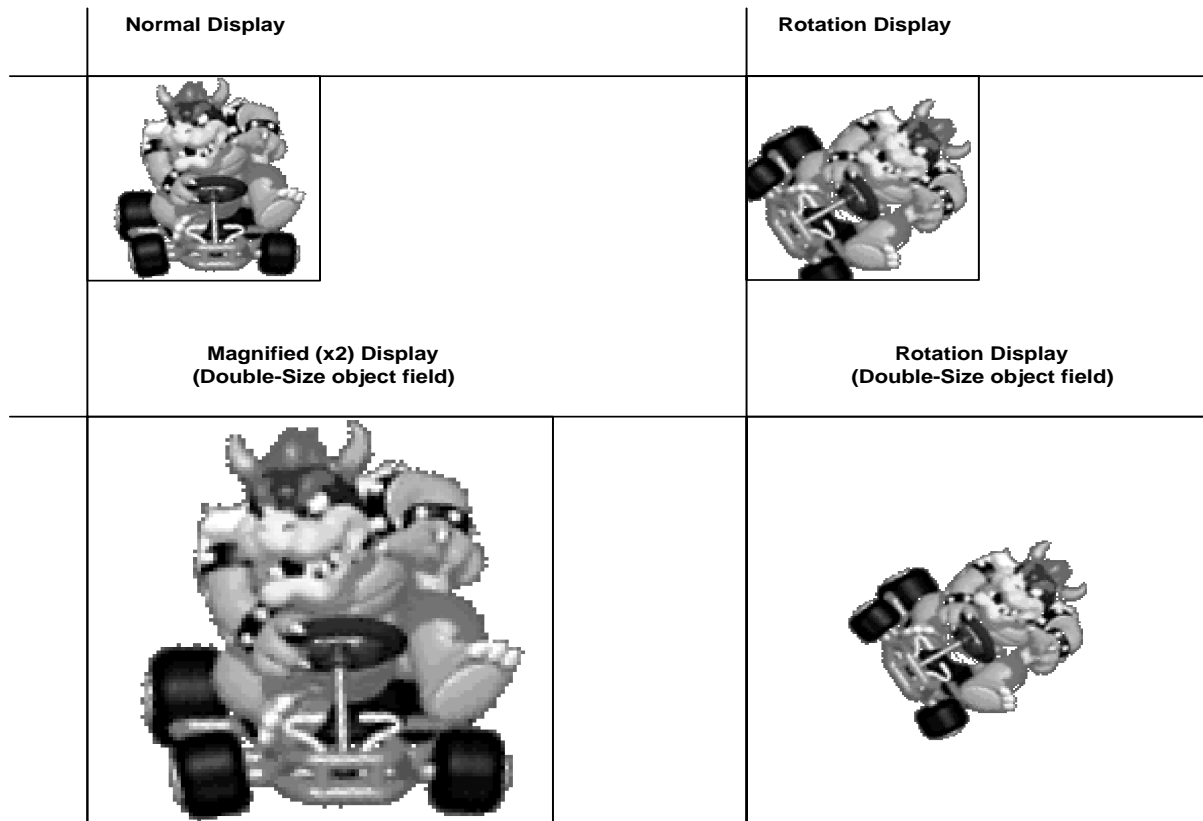 Normal Display
Rotation Display
Magnified (x2) Display
(Double-Size object field)
Rotation Display
(Double-Size object field)